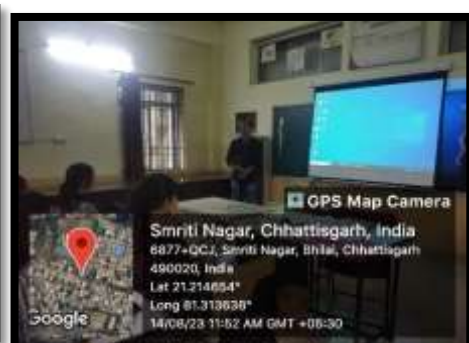 GPS Map Camera
Smriti Nagar, Chhattisgarh, India
6877+QCJ, Smriti Nagar, Bhilai, Chhattisgarh
490020, India
Lat 21.214654°
Long 81.313638°
14/08/23 11:52 AM GMT +05:30
Google